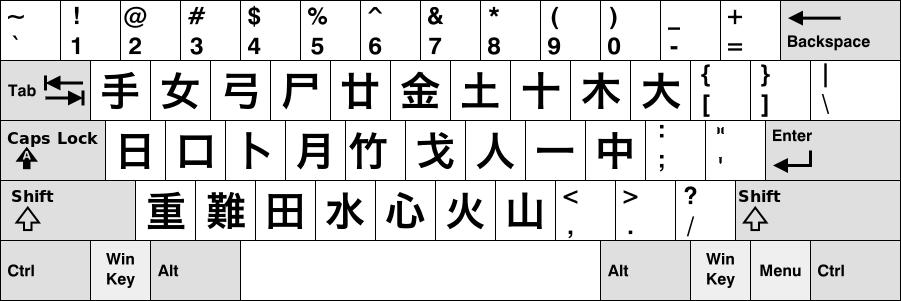 ~ ! @ # $ % ^ & * ( ) _ +
` 1 2 3 4 5 6 7 8 9 0 - = Backspace
Tab 手 女 弓 尸 廿 金 土 十 木 大 { } |
[ ] \
Caps Lock 日 口 卜 月 竹 戈 人 一 中 : " Enter
A ; '
Shift 重 難 田 水 心 火 山 < > ? Shift
, . /
Ctrl Win Key Alt Alt Win Key Menu Ctrl